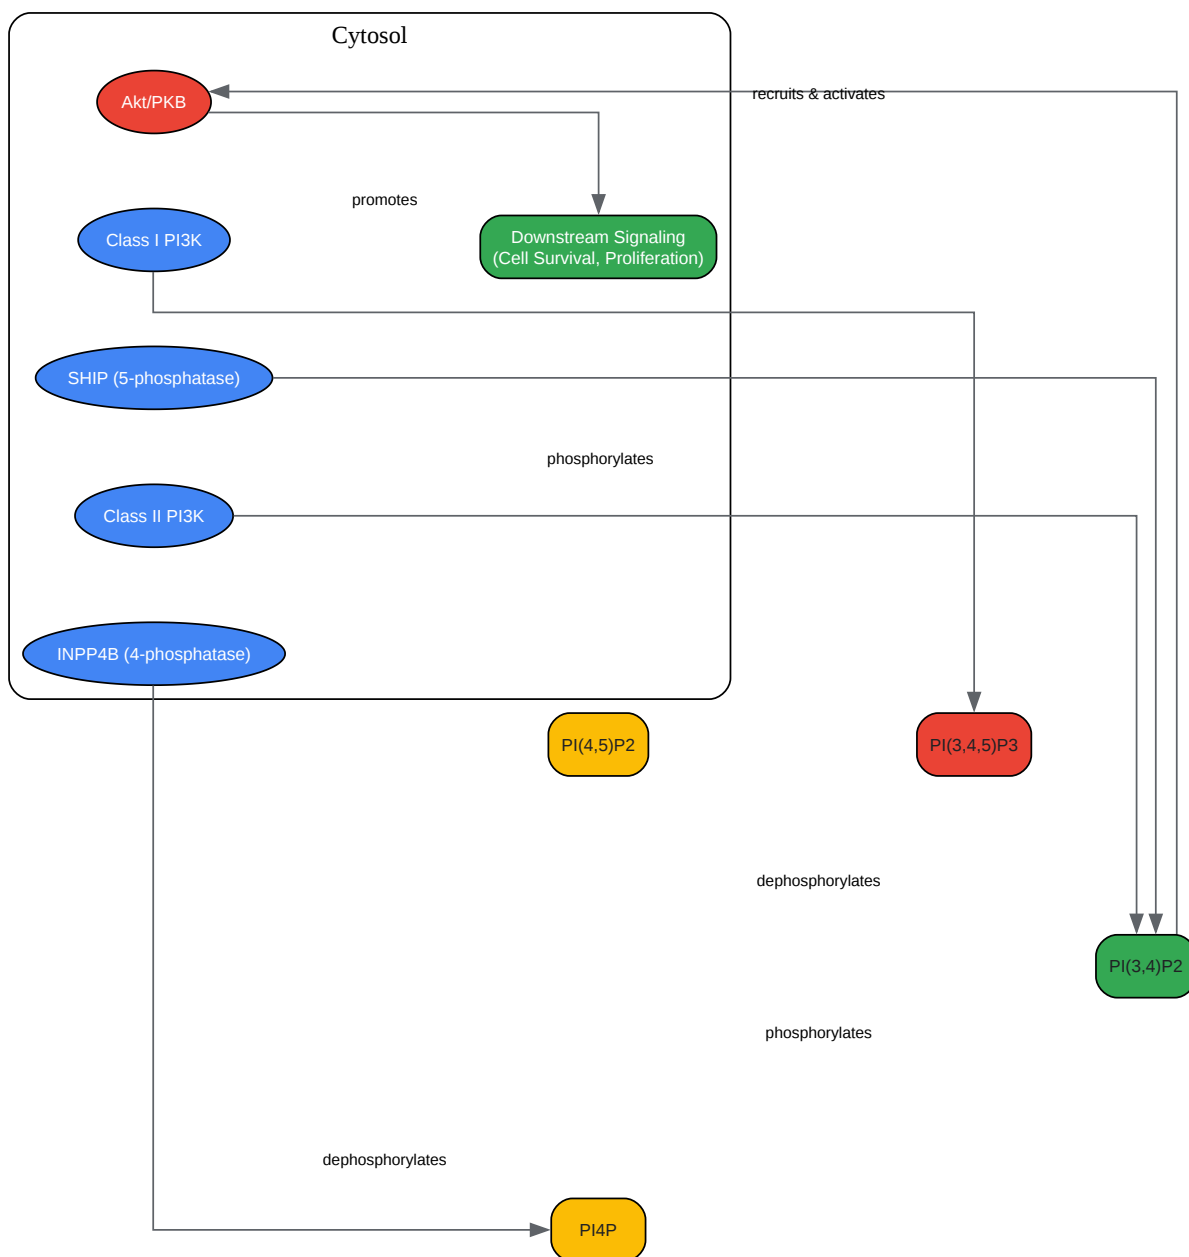 Cytosol
recruits & activates
Akt/PKB
promotes
Class I PI3K
Downstream Signaling
(Cell Survival, Proliferation)
SHIP (5-phosphatase)
phosphorylates
Class II PI3K
INPP4B (4-phosphatase)
PI(4,5)P2
PI(3,4,5)P3
dephosphorylates
PI(3,4)P2
phosphorylates
dephosphorylates
PI4P